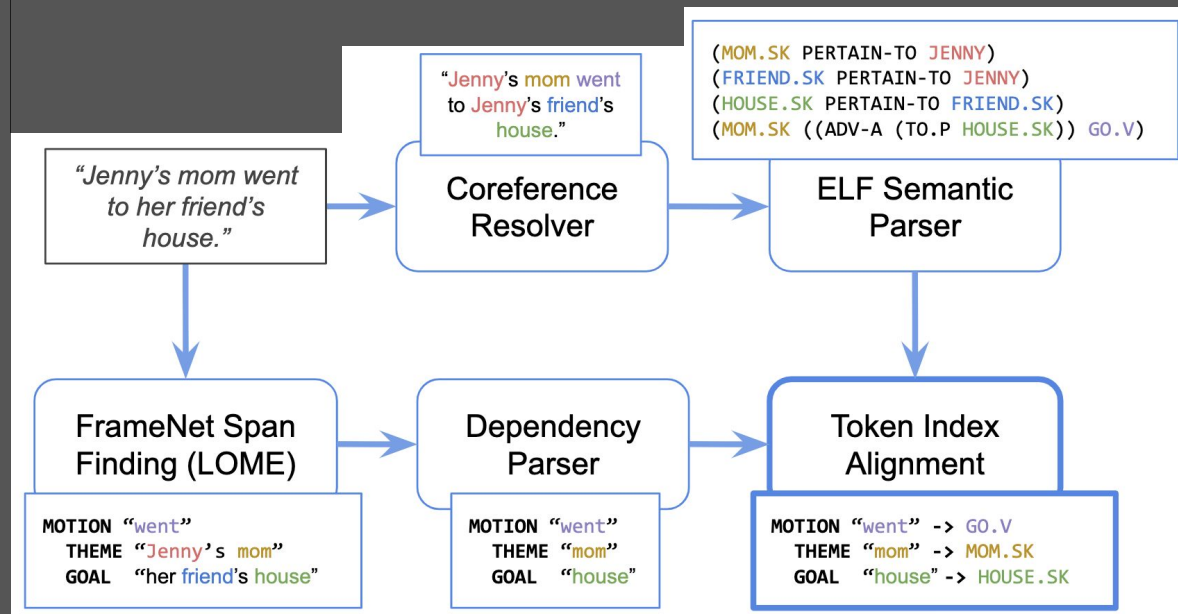 “Jenny’s mom went
to her friend’s
house.”
“Jenny’s mom went
to Jenny’s friend’s
house.”
Coreference
Resolver
(MOM.SK PERTAIN-TO JENNY)
(FRIEND.SK PERTAIN-TO JENNY)
(HOUSE.SK PERTAIN-TO FRIEND.SK)
(MOM.SK ((ADV-A (TO.P HOUSE.SK)) GO.V)
ELF Semantic
Parser
FrameNet Span
Finding (LOME)
MOTION “went”
THEME “Jenny’s mom”
GOAL “her friend’s house”
Dependency
Parser
MOTION “went”
THEME “mom”
GOAL “house”
Token Index
Alignment
MOTION “went” -> GO.V
THEME “mom” -> MOM.SK
GOAL “house” -> HOUSE.SK